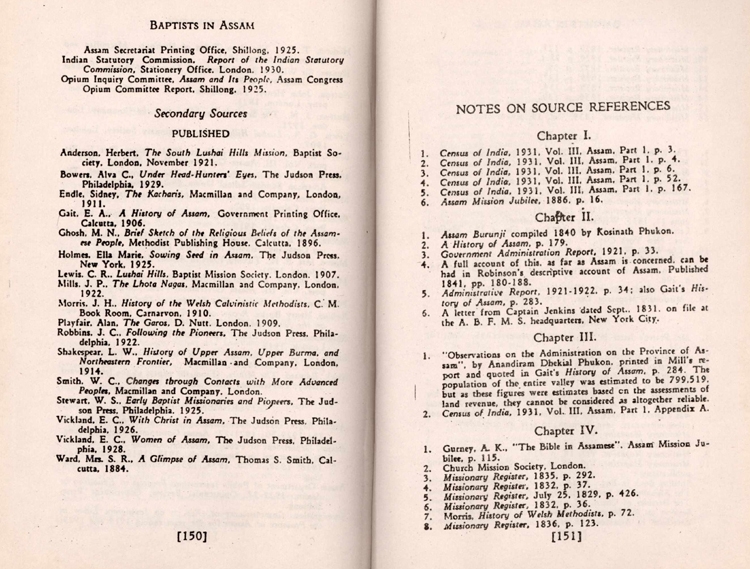 BAPTISTS IN ASSAM
Assam Secretariat Printing Office, Shillong, 1925.
Indian Statutory Commission, Report of the Indian Statutory
Commission, Stationery Office, London, 1930.
Opium Inquiry Committee, Assam and Its People, Assam Congress
Opium Committee Report, Shillong, 1925.
Secondary Sources
PUBLISHED
Anderson, Herbert, The South Lushai Hills Mission, Baptist So-
ciety, London, November 1921.
Bowers, Alva C., Under Head-Hunters' Eyes, The Judson Press,
Philadelphia, 1929.
Endle, Sidney, The Kacharis, Macmillan and Company, London,
1911.
Gait, E. A., A History of Assam, Government Printing Office,
Calcutta, 1906.
Ghosh, M. N., Brief Sketch of the Religious Beliefs of the Assam-
ese People, Methodist Publishing House, Calcutta, 1896.
Holmes, Ella Marie, Sowing Seed in Assam, The Judson Press,
New York, 1925.
Lewis, C. R., Lushai Hills, Baptist Mission Society, London, 1907.
Mills, J. P., The Lhota Nagas, Macmillan and Company, London,
1922.
Morris, J. H., History of the Welsh Calvinistic Methodists, C. M.
Book Room, Carnarvon, 1910.
Playfair, Alan, The Garos, D. Nutt, London, 1909.
Robbins, J. C., Following the Pioneers, The Judson Press, Phila-
delphia, 1922.
Shakespear, L. W., History of Upper Assam, Upper Burma, and
Northeastern Frontier, Macmillan and Company, London,
1914.
Smith, W. C., Changes through Contacts with More Advanced
Peoples, Macmillan and Company, London.
Stewart, W. S., Early Baptist Missionaries and Pioneers, The Jud-
son Press, Philadelphia, 1925.
Vickland, E. C., With Christ in Assam, The Judson Press, Phila-
delphia, 1926.
Vickland, E. C., Women of Assam, The Judson Press, Philadel-
phia, 1928.
Ward, Mrs. S. R., A Glimpse of Assam, Thomas S. Smith, Cal-
cutta, 1884.
[150]
NOTES ON SOURCE REFERENCES
Chapter I.
1. Census of India, 1931, Vol. III, Assam, Part 1, p. 3.
2. Census of India, 1931, Vol. III, Assam, Part 1, p. 4.
3. Census of India, 1931, Vol. III, Assam, Part 1, p. 6.
4. Census of India, 1931, Vol. III, Assam, Part 1, p. 52.
5. Census of India, 1931, Vol. III, Assam, Part 1, p. 167.
6. Assam Mission Jubilee, 1886, p. 16.
Chapter II.
1. Assam Burunji compiled 1840 by Kosinath Phukon.
2. A History of Assam, p. 179.
3. Government Administration Report, 1921, p. 33.
4. A full account of this, as far as Assam is concerned, can be
had in Robinson's descriptive account of Assam, Published
1841, pp. 180-188.
5. Administrative Report, 1921-1922, p. 34; also Gait's His-
tory of Assam, p. 283.
6. A letter from Captain Jenkins dated Sept., 1831, on file at
the A. B. F. M. S. headquarters, New York City.
Chapter III.
1. "Observations on the Administration on the Province of As-
sam", by Anandiram Dhekial Phukon, printed in Mill's re-
port and quoted in Gait's History of Assam, p. 284. The
population of the entire valley was estimated to be 799,519,
but as these figures were estimates based on the assessments of
land revenue, they cannot be considered as altogether reliable.
2. Census of India, 1931, Vol. III, Assam, Part 1, Appendix A.
Chapter IV.
1. Gurney, A. K., "The Bible in Assamese", Assam Mission Ju-
bilee, p. 115.
2. Church Mission Society, London.
3. Missionary Register, 1835, p. 292.
4. Missionary Register, 1832, p. 37.
5. Missionary Register, July 25, 1829, p. 426.
6. Missionary Register, 1832, p. 36.
7. Morris, History of Welsh Methodists, p. 72.
8. Missionary Register, 1836, p. 123.
[151]